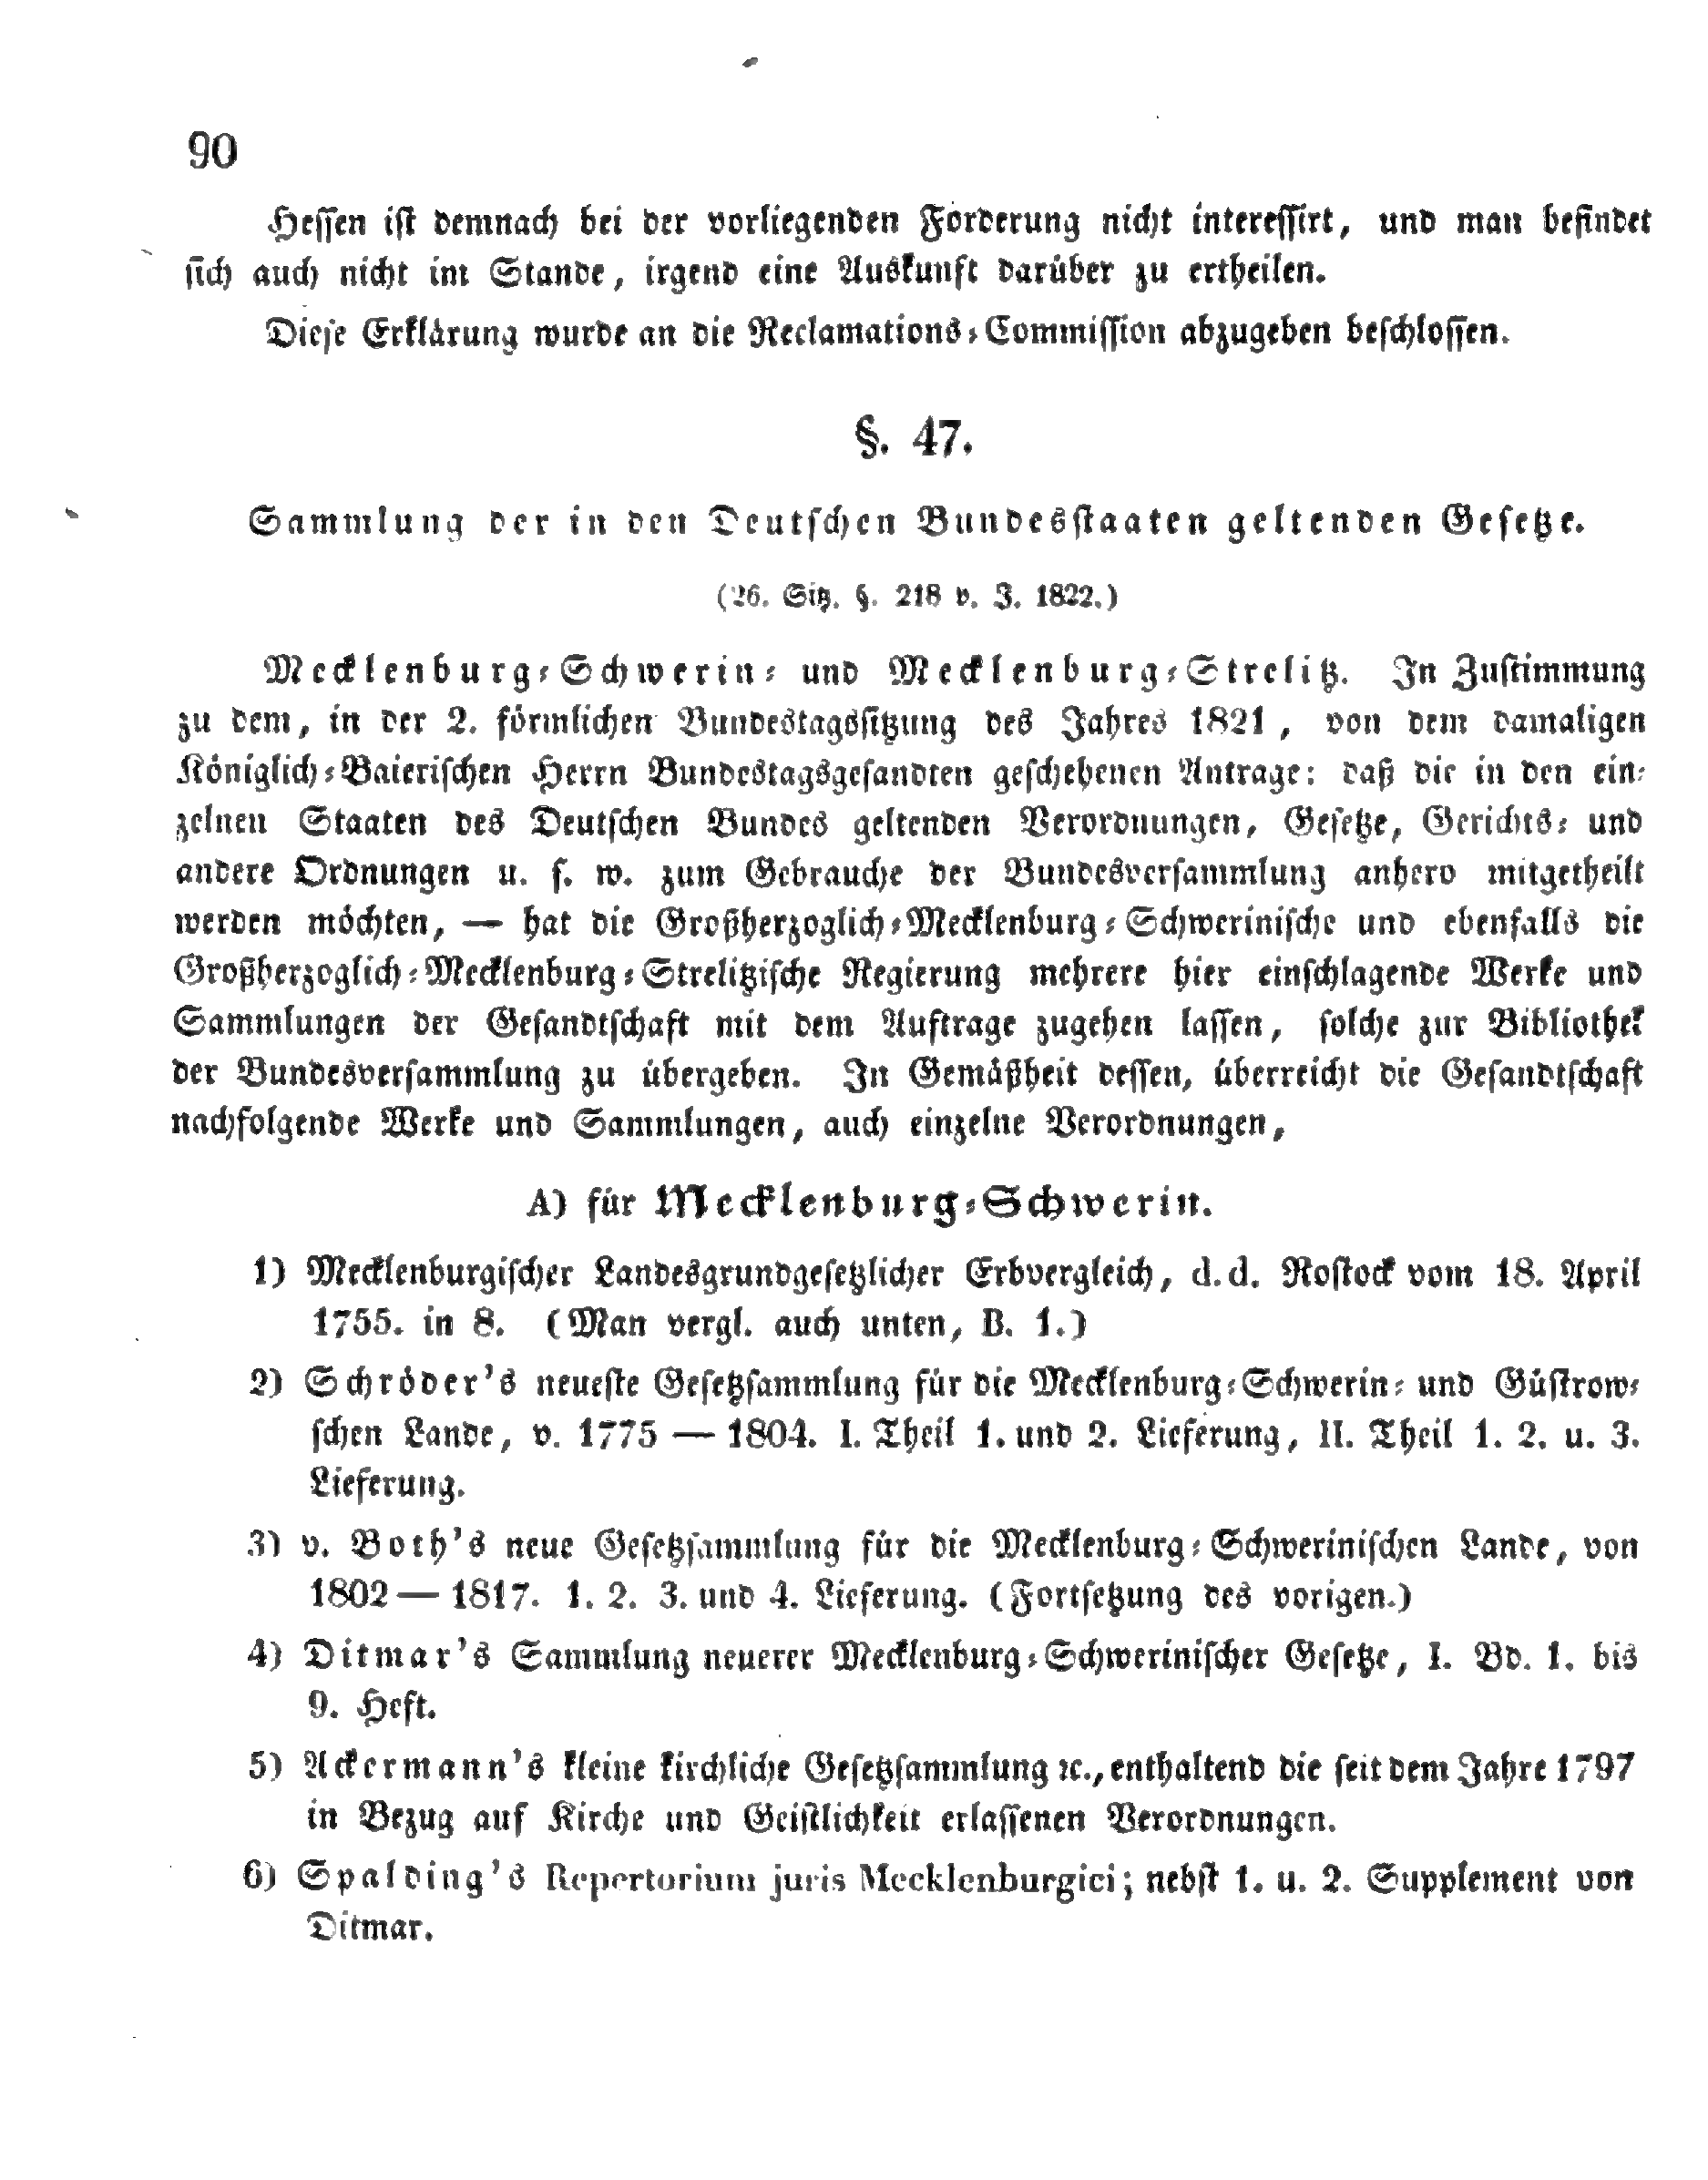 90
Hessen ist demnach bei der vorliegenden Forderung nicht interessirt, und man befindet
sich auch nicht im Stande, irgend eine Auskunft darüber zu ertheilen.
Diese Erklärung wurde an die Reclamations-Commission abzugeben beschlossen.
§. 47.
Sammlung der in den Deutschen Bundesstaaten geltenden Gesetze.
(26. Sitz. §. 218 v. J. 1822.)
Mecklenburg-Schwerin- und Mecklenburg-Strelitz. In Zustimmung
zu dem, in der 2. förmlichen Bundestagssitzung des Jahres 1821, von dem damaligen
Königlich-Baierischen Herrn Bundestagsgesandten geschehenen Antrage: daß die in den ein-
zelnen Staaten des Deutschen Bundes geltenden Verordnungen, Gesetze, Gerichts- und
andere Ordnungen u. s. w. zum Gebrauche der Bundesversammlung anhero mitgetheilt
werden möchten, — hat die Großherzoglich-Mecklenburg-Schwerinische und ebenfalls die
Großherzoglich-Mecklenburg-Strelitzische Regierung mehrere hier einschlagende Werke und
Sammlungen der Gesandtschaft mit dem Auftrage zugehen lassen, solche zur Bibliothek
der Bundesversammlung zu übergeben. In Gemäßheit dessen, überreicht die Gesandtschaft
nachfolgende Werke und Sammlungen, auch einzelne Verordnungen,
A) für Mecklenburg-Schwerin.
1) Mecklenburgischer Landesgrundgesetzlicher Erbvergleich, d. d. Rostock vom 18. April
1755. in 8. (Man vergl. auch unten, B. 1.)
2) Schröder's neueste Gesetzsammlung für die Mecklenburg-Schwerin- und Güstrow-
schen Lande, v. 1775 — 1804. I. Theil 1. und 2. Lieferung, II. Theil 1. 2. u. 3.
Lieferung.
3) v. Both's neue Gesetzsammlung für die Mecklenburg-Schwerinischen Lande, von
1802 — 1817. 1. 2. 3. und 4. Lieferung. (Fortsetzung des vorigen.)
4) Ditmar's Sammlung neuerer Mecklenburg-Schwerinischer Gesetze, I. Bd. 1. bis
9. Heft.
5) Ackermann's kleine kirchliche Gesetzsammlung ꝛc., enthaltend die seit dem Jahre 1797
in Bezug auf Kirche und Geistlichkeit erlassenen Verordnungen.
6) Spalding's Repertorium juris Mecklenburgici; nebst 1. u. 2. Supplement von
Ditmar.